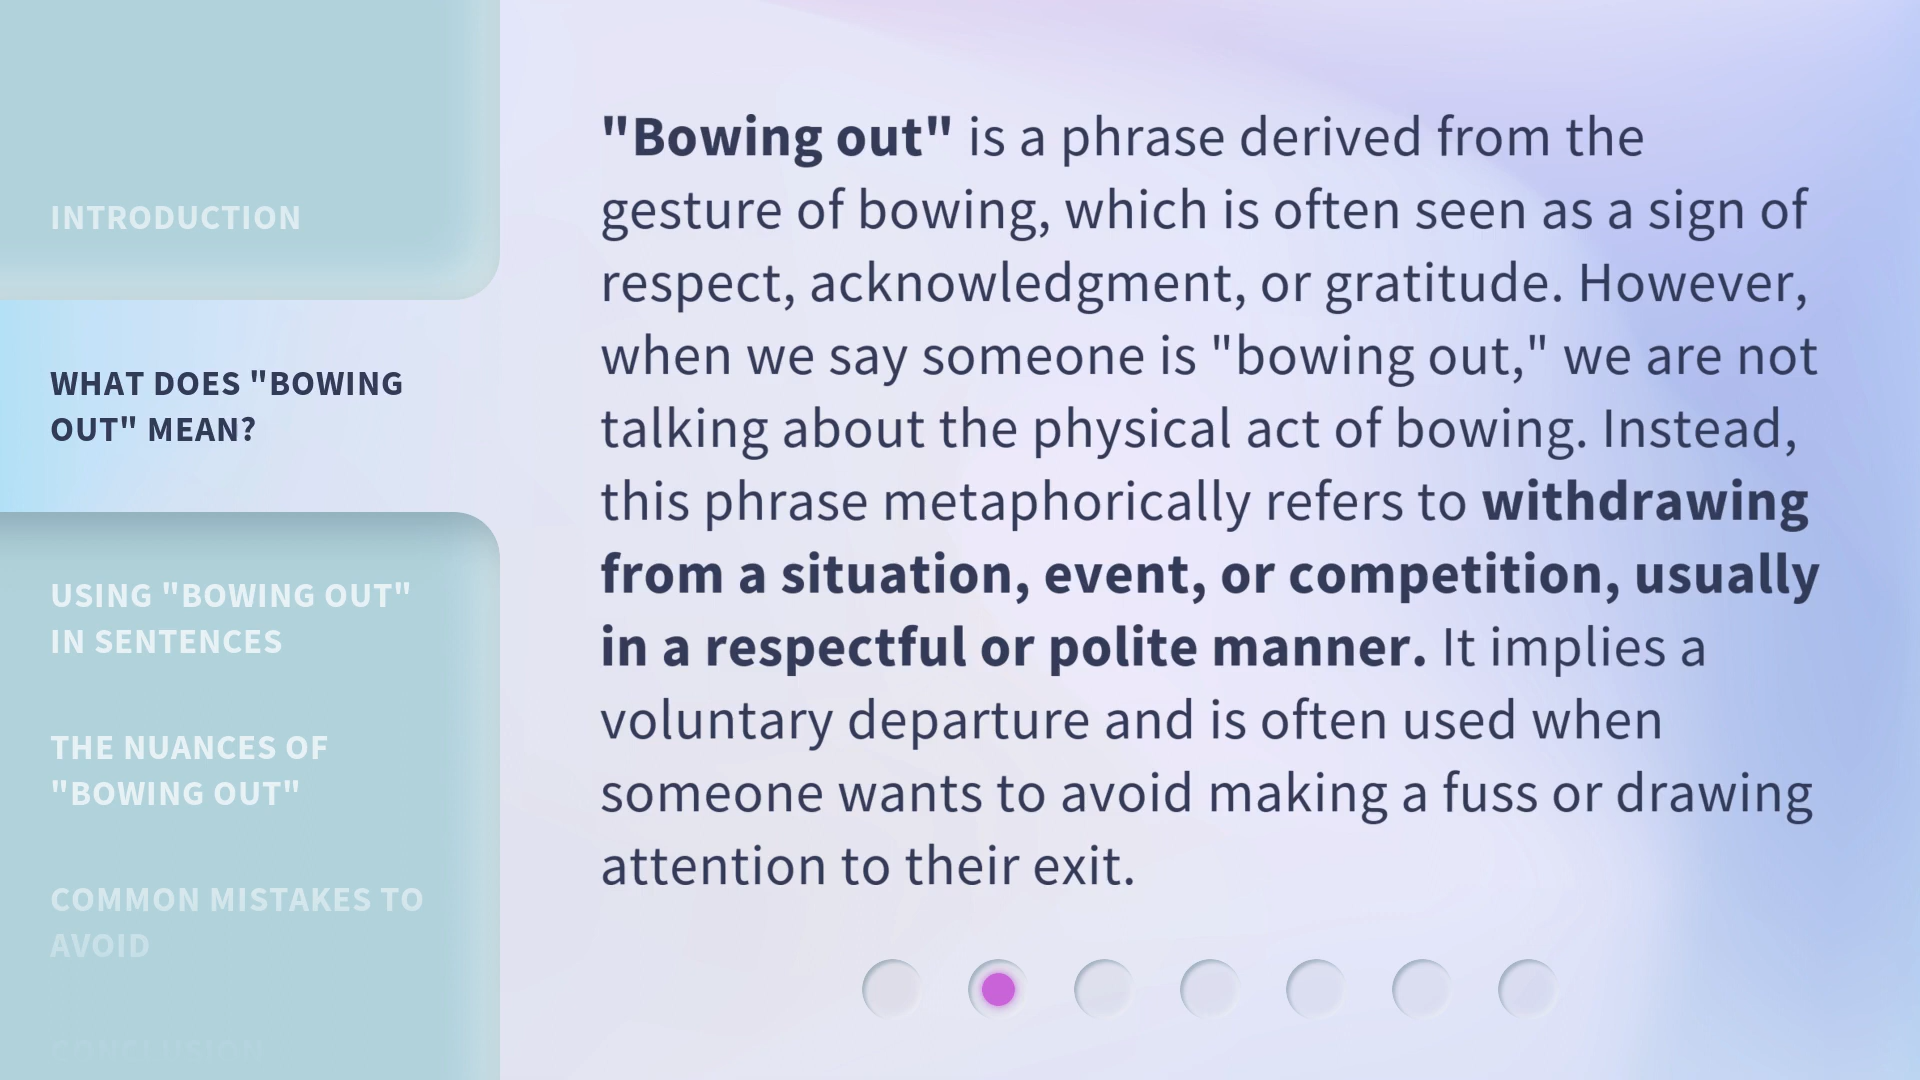 INTRODUCTION
WHAT DOES "BOWING
OUT" MEAN?
USING "BOWING OUT"
IN SENTENCES
THE NUANCES OF
"BOWING OUT"
COMMON MISTAKES TO
AVOID
CONCLUSION
"Bowing out" is a phrase derived from the
gesture of bowing, which is often seen as a sign of
respect, acknowledgment, or gratitude. However,
when we say someone is "bowing out," we are not
talking about the physical act of bowing. Instead,
this phrase metaphorically refers to withdrawing
from a situation, event, or competition, usually
in a respectful or polite manner. It implies a
voluntary departure and is often used when
someone wants to avoid making a fuss or drawing
attention to their exit.